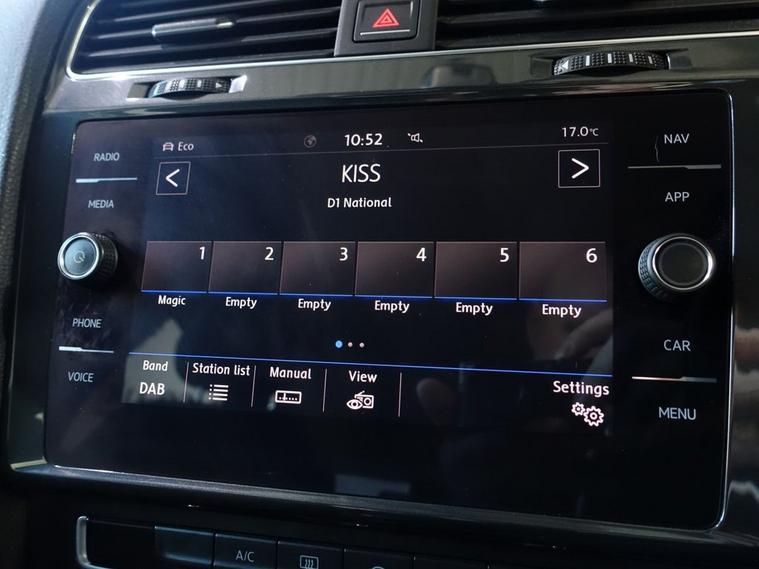 Eco 10:52 17.0°C
RADIO
MEDIA
PHONE
VOICE
< KISS >
D1 National
1 2 3 4 5 6
Magic Empty Empty Empty Empty Empty
Band Station list Manual View Settings
DAB
NAV
APP
CAR
MENU
A/C